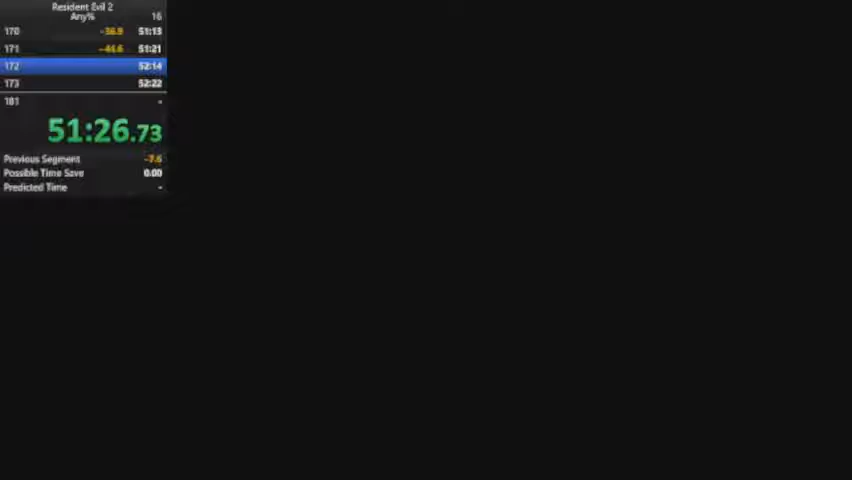 Resident Evil 2
Any% 16
170 -36.9 51:13
171 -44.6 51:21
172 52:14
173 52:22
181 -
51:26.73
Previous Segment -7.6
Possible Time Save 0.00
Predicted Time -